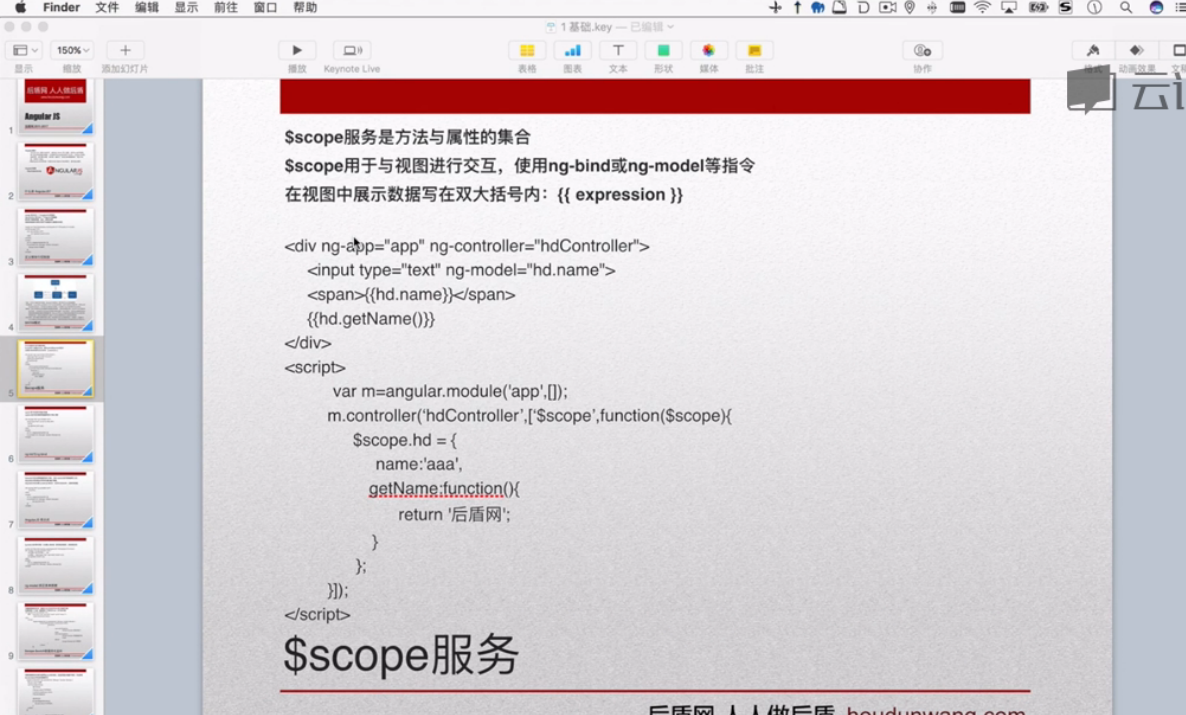 Finder 文件 编辑 显示 前往 窗口 帮助
1 基础.key — 已编辑
150%
显示 缩放 添加幻灯片 播放 Keynote Live 表格 图表 文本 形状 媒体 批注 协作 格式 动画效果
云
后盾网 人人做后盾
Angular JS
1
2
3
4
5
6
7
8
9
$scope服务是方法与属性的集合
$scope用于与视图进行交互，使用ng-bind或ng-model等指令
在视图中展示数据写在双大括号内：{{ expression }}
<div ng-app="app" ng-controller="hdController">
<input type="text" ng-model="hd.name">
<span>{{hd.name}}</span>
{{hd.getName()}}
</div>
<script>
var m=angular.module('app',[]);
m.controller(‘hdController’,[‘$scope’,function($scope){
$scope.hd = {
name:'aaa',
getName:function(){
return '后盾网';
}
};
}]);
</script>
$scope服务
后盾网 人人做后盾 houdunwang.com